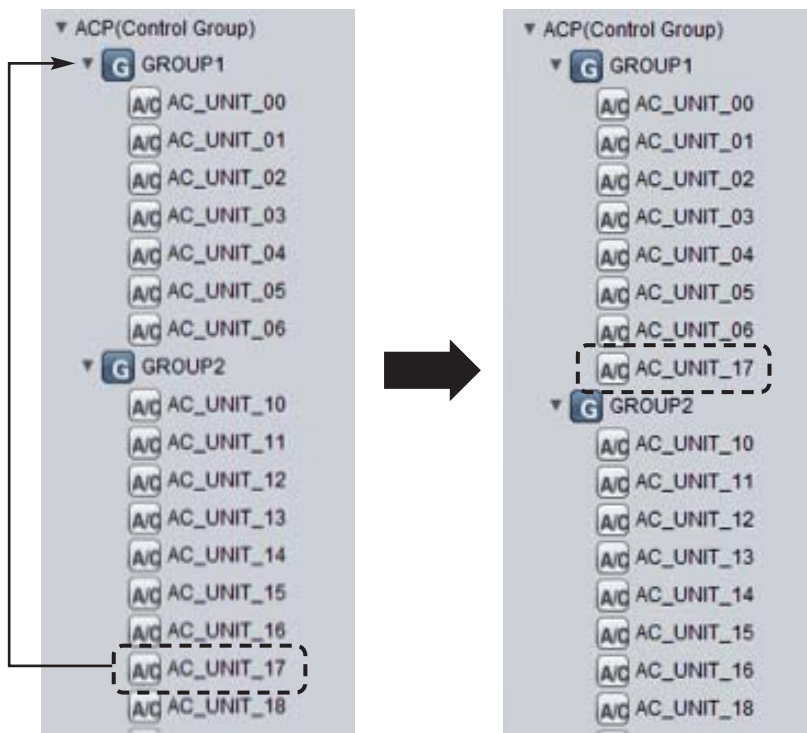 ACP(Control Group)
G GROUP1
A/C AC_UNIT_00
A/C AC_UNIT_01
A/C AC_UNIT_02
A/C AC_UNIT_03
A/C AC_UNIT_04
A/C AC_UNIT_05
A/C AC_UNIT_06
G GROUP2
A/C AC_UNIT_10
A/C AC_UNIT_11
A/C AC_UNIT_12
A/C AC_UNIT_13
A/C AC_UNIT_14
A/C AC_UNIT_15
A/C AC_UNIT_16
A/C AC_UNIT_17
A/C AC_UNIT_18
ACP(Control Group)
G GROUP1
A/C AC_UNIT_00
A/C AC_UNIT_01
A/C AC_UNIT_02
A/C AC_UNIT_03
A/C AC_UNIT_04
A/C AC_UNIT_05
A/C AC_UNIT_06
A/C AC_UNIT_17
G GROUP2
A/C AC_UNIT_10
A/C AC_UNIT_11
A/C AC_UNIT_12
A/C AC_UNIT_13
A/C AC_UNIT_14
A/C AC_UNIT_15
A/C AC_UNIT_16
A/C AC_UNIT_18